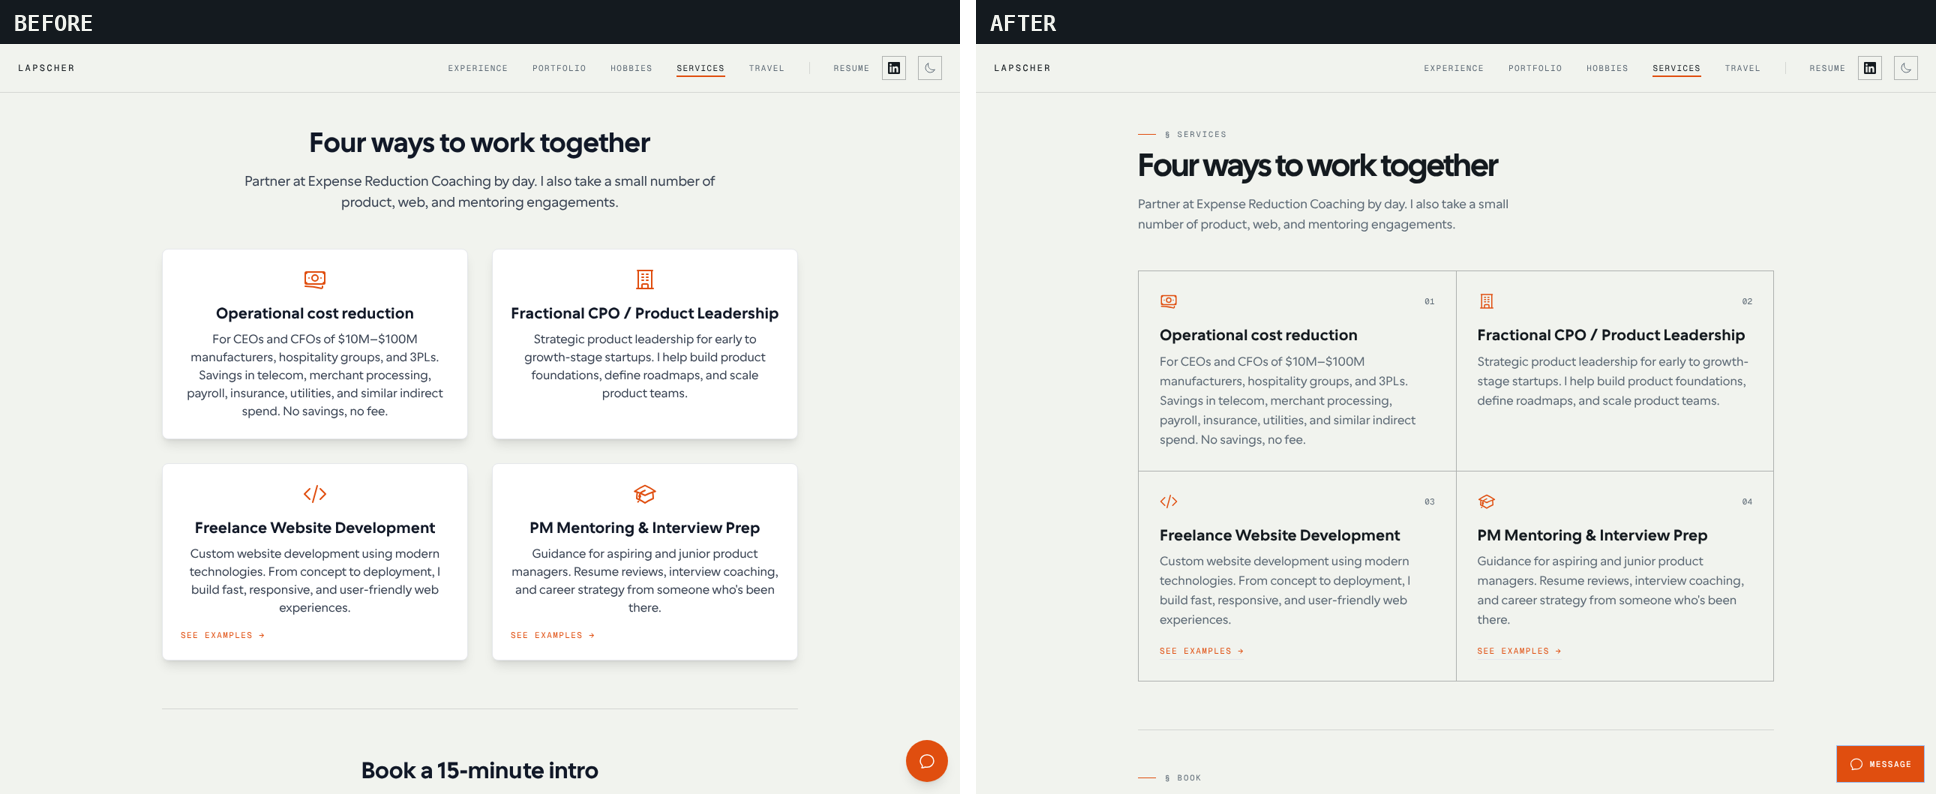 BEFORE
LAPSCHER
EXPERIENCE PORTFOLIO HOBBIES SERVICES TRAVEL RESUME
Four ways to work together
Partner at Expense Reduction Coaching by day. I also take a small number of
product, web, and mentoring engagements.
Operational cost reduction
For CEOs and CFOs of $10M–$100M
manufacturers, hospitality groups, and 3PLs.
Savings in telecom, merchant processing,
payroll, insurance, utilities, and similar indirect
spend. No savings, no fee.
Fractional CPO / Product Leadership
Strategic product leadership for early to
growth-stage startups. I help build product
foundations, define roadmaps, and scale
product teams.
Freelance Website Development
Custom website development using modern
technologies. From concept to deployment, I
build fast, responsive, and user-friendly web
experiences.
SEE EXAMPLES →
PM Mentoring & Interview Prep
Guidance for aspiring and junior product
managers. Resume reviews, interview coaching,
and career strategy from someone who's been
there.
SEE EXAMPLES →
Book a 15-minute intro
AFTER
LAPSCHER
EXPERIENCE PORTFOLIO HOBBIES SERVICES TRAVEL RESUME
§ SERVICES
Four ways to work together
Partner at Expense Reduction Coaching by day. I also take a small
number of product, web, and mentoring engagements.
01
Operational cost reduction
For CEOs and CFOs of $10M–$100M
manufacturers, hospitality groups, and 3PLs.
Savings in telecom, merchant processing,
payroll, insurance, utilities, and similar indirect
spend. No savings, no fee.
02
Fractional CPO / Product Leadership
Strategic product leadership for early to growth-
stage startups. I help build product foundations,
define roadmaps, and scale product teams.
03
Freelance Website Development
Custom website development using modern
technologies. From concept to deployment, I
build fast, responsive, and user-friendly web
experiences.
SEE EXAMPLES →
04
PM Mentoring & Interview Prep
Guidance for aspiring and junior product
managers. Resume reviews, interview coaching,
and career strategy from someone who's been
there.
SEE EXAMPLES →
§ BOOK
MESSAGE